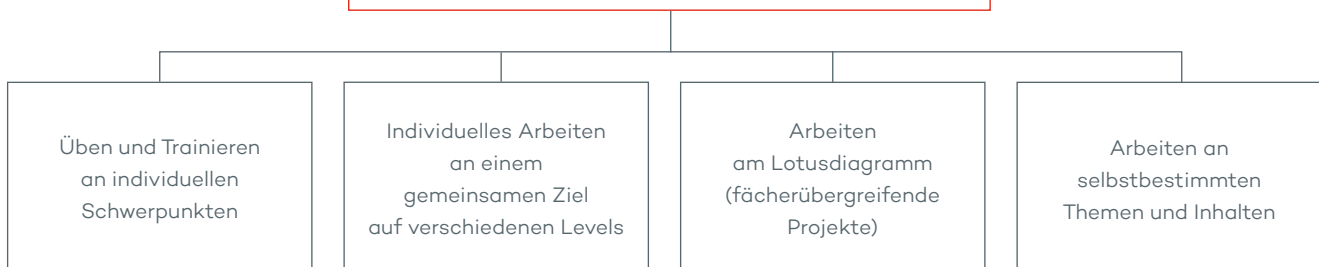 Üben und Trainieren
an individuellen
Schwerpunkten
Individuelles Arbeiten
an einem
gemeinsamen Ziel
auf verschiedenen Levels
Arbeiten
am Lotusdiagramm
(fächerübergreifende
Projekte)
Arbeiten an
selbstbestimmten
Themen und Inhalten